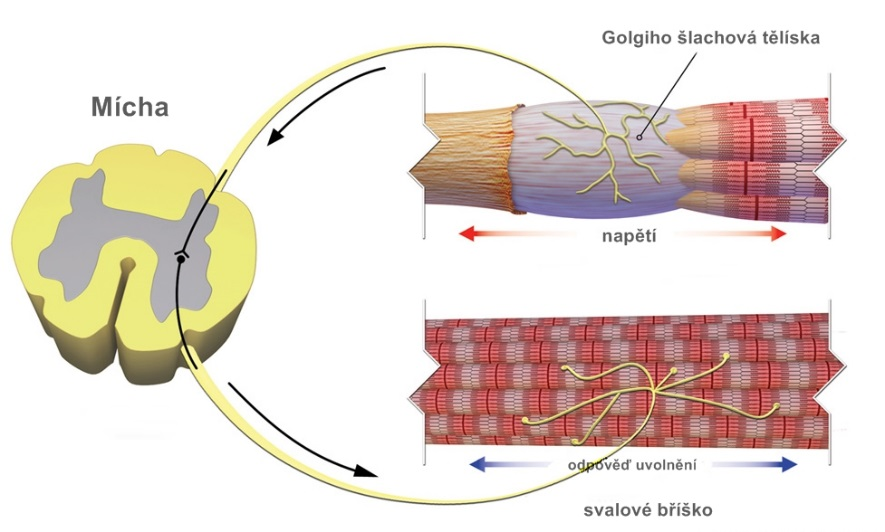 Golgiho šlachová tělíska
Mícha
napětí
odpověď uvolnění
svalové bříško